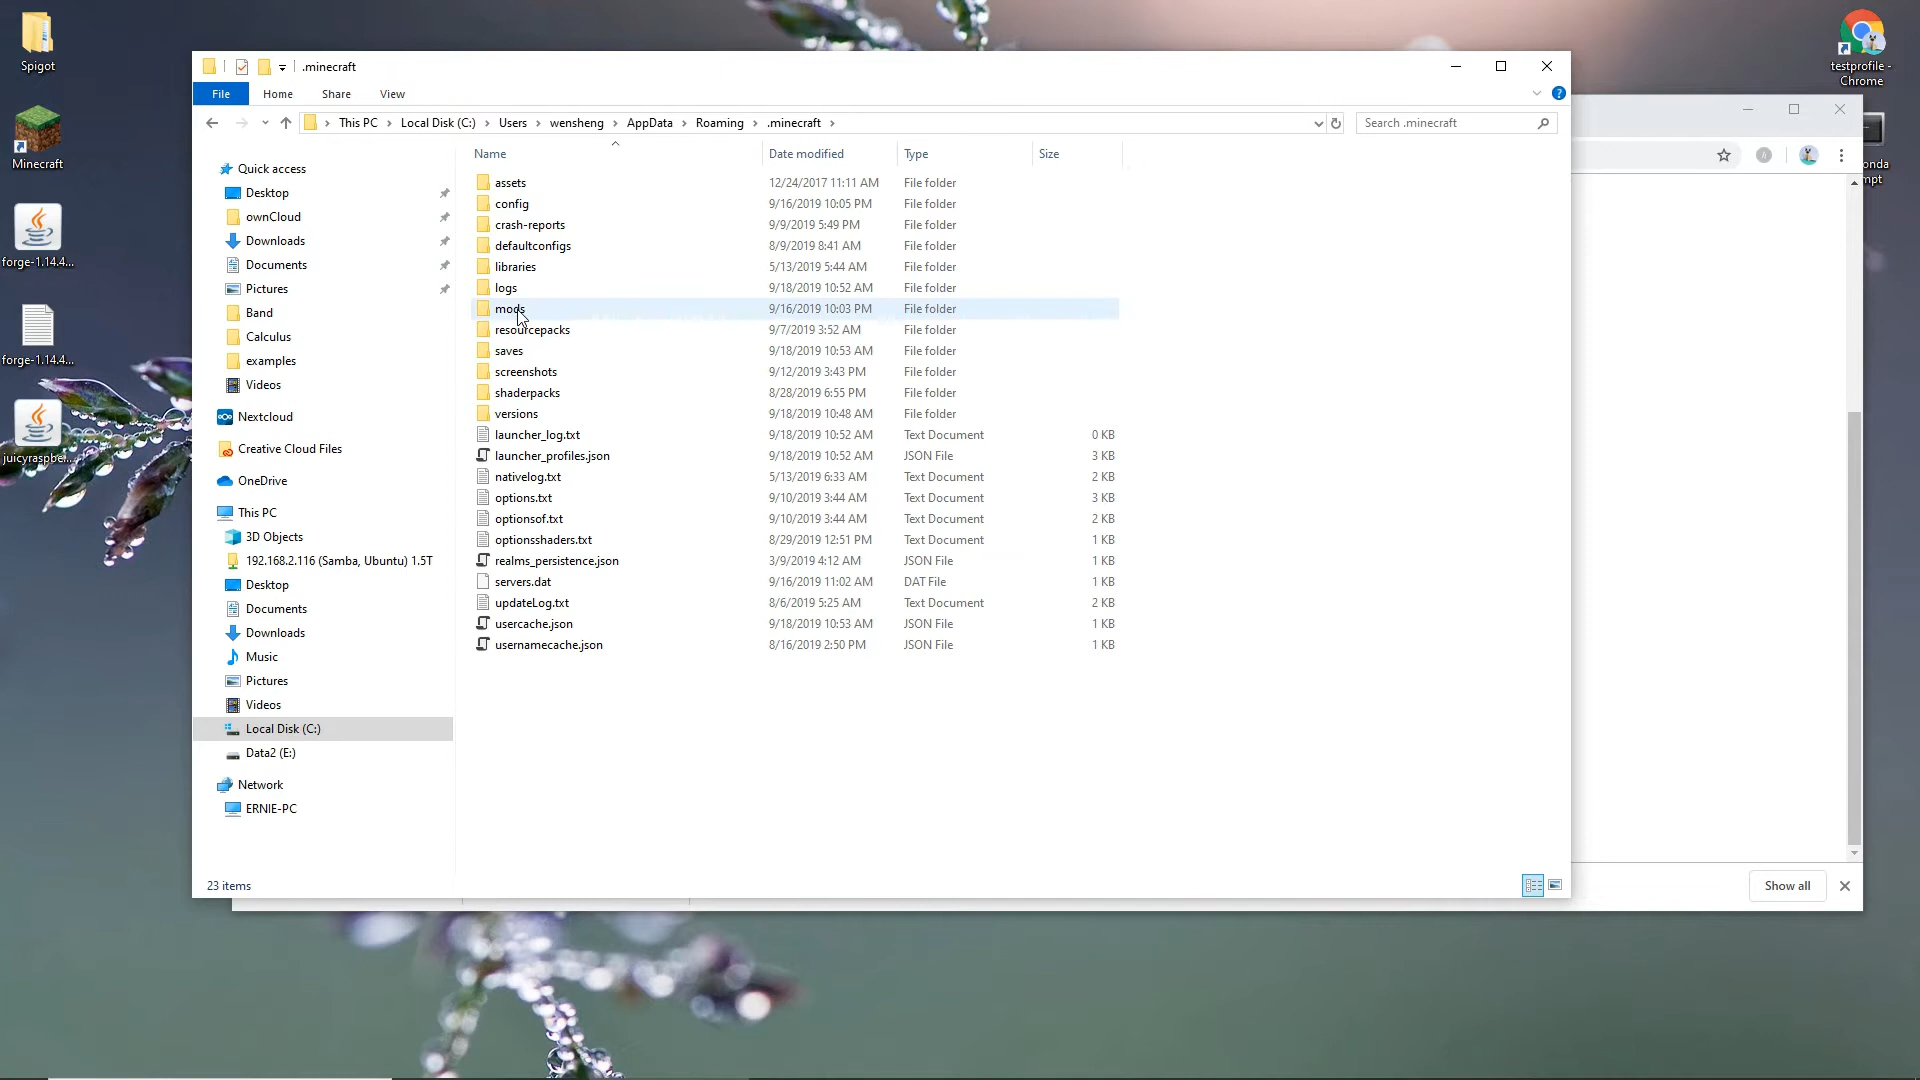 Spigot
Minecraft
forge-1.14.4...
forge-1.14.4...
juicyraspbe...
testprofile -
Chrome
onda
mpt
.minecraft
File
Home
Share
View
This PC
Local Disk (C:)
Users
wensheng
AppData
Roaming
.minecraft
Search .minecraft
Quick access
Desktop
ownCloud
Downloads
Documents
Pictures
Band
Calculus
examples
Videos
Nextcloud
Creative Cloud Files
OneDrive
This PC
3D Objects
192.168.2.116 (Samba, Ubuntu) 1.5T
Desktop
Documents
Downloads
Music
Pictures
Videos
Local Disk (C:)
Data2 (E:)
Network
ERNIE-PC
Name Date modified Type Size
assets 12/24/2017 11:11 AM File folder
config 9/16/2019 10:05 PM File folder
crash-reports 9/9/2019 5:49 PM File folder
defaultconfigs 8/9/2019 8:41 AM File folder
libraries 5/13/2019 5:44 AM File folder
logs 9/18/2019 10:52 AM File folder
mods 9/16/2019 10:03 PM File folder
resourcepacks 9/7/2019 3:52 AM File folder
saves 9/18/2019 10:53 AM File folder
screenshots 9/12/2019 3:43 PM File folder
shaderpacks 8/28/2019 6:55 PM File folder
versions 9/18/2019 10:48 AM File folder
launcher_log.txt 9/18/2019 10:52 AM Text Document 0 KB
launcher_profiles.json 9/18/2019 10:52 AM JSON File 3 KB
nativelog.txt 5/13/2019 6:33 AM Text Document 2 KB
options.txt 9/10/2019 3:44 AM Text Document 3 KB
optionsof.txt 9/10/2019 3:44 AM Text Document 2 KB
optionsshaders.txt 8/29/2019 12:51 PM Text Document 1 KB
realms_persistence.json 3/9/2019 4:12 AM JSON File 1 KB
servers.dat 9/16/2019 11:02 AM DAT File 1 KB
updateLog.txt 8/6/2019 5:25 AM Text Document 2 KB
usercache.json 9/18/2019 10:53 AM JSON File 1 KB
usernamecache.json 8/16/2019 2:50 PM JSON File 1 KB
23 items
Show all